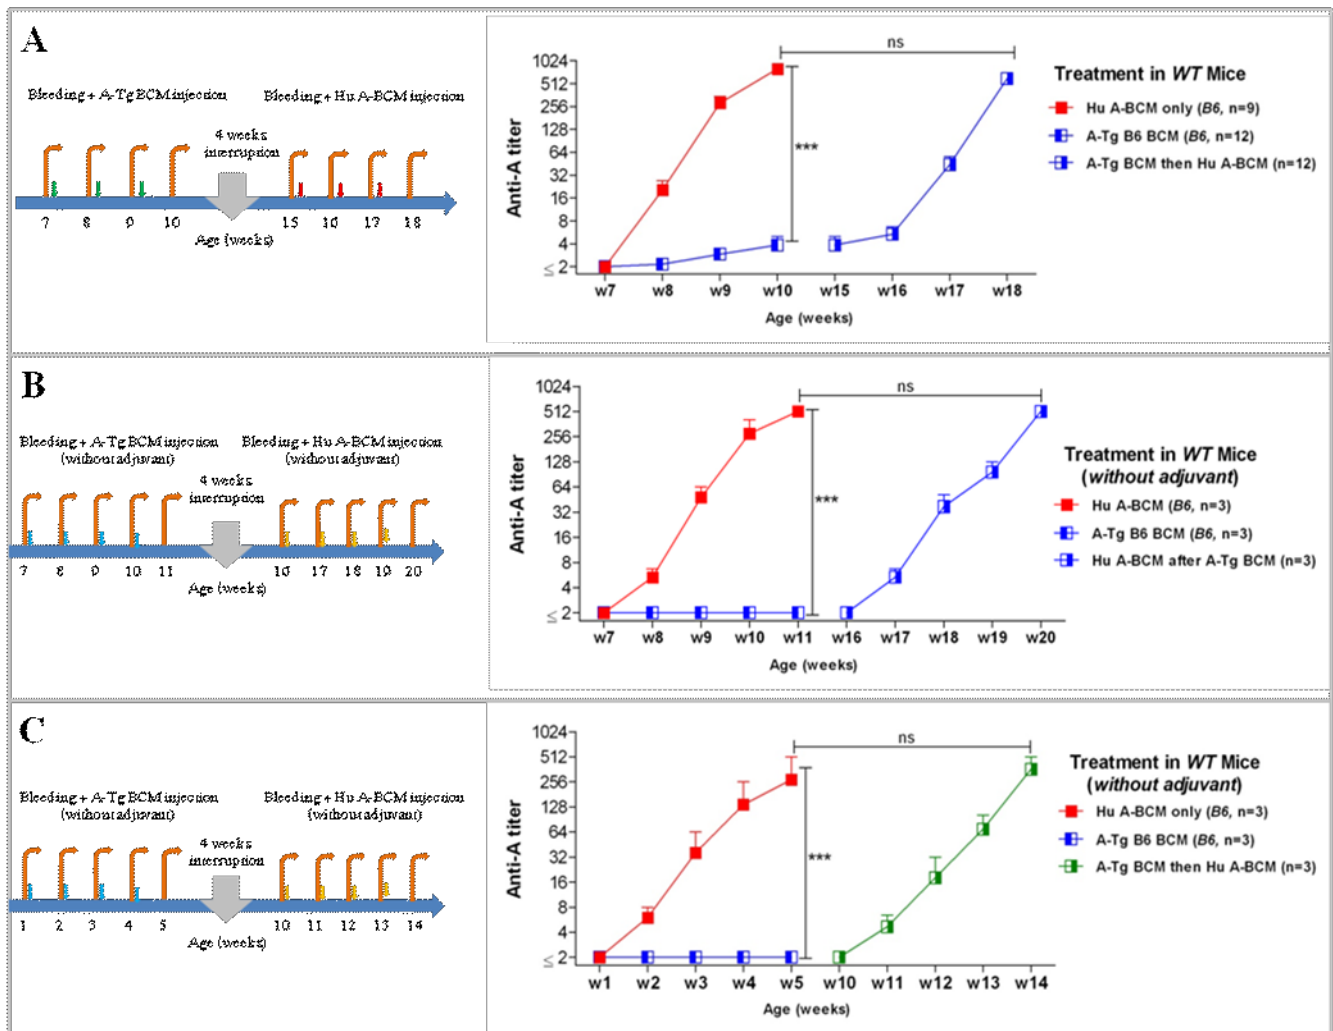 A
Bleeding + A-Tg BCM injection
Bleeding + Hu A-BCM injection
4 weeks
interruption
7 8 9 10 15 16 17 18
Age (weeks)
ns
1024
512
256
128
64
32
16
8
4
≤ 2
Anti-A titer
***
w7 w8 w9 w10 w15 w16 w17 w18
Age (weeks)
Treatment in WT Mice
Hu A-BCM only (B6, n=9)
A-Tg B6 BCM (B6, n=12)
A-Tg BCM then Hu A-BCM (n=12)
B
Bleeding + A-Tg BCM injection
(without adjuvant)
Bleeding + Hu A-BCM injection
(without adjuvant)
4 weeks
interruption
7 8 9 10 11 16 17 18 19 20
Age (weeks)
ns
1024
512
256
128
64
32
16
8
4
≤ 2
Anti-A titer
***
w7 w8 w9 w10 w11 w16 w17 w18 w19 w20
Age (weeks)
Treatment in WT Mice
(without adjuvant)
Hu A-BCM (B6, n=3)
A-Tg B6 BCM (B6, n=3)
Hu A-BCM after A-Tg BCM (n=3)
C
Bleeding + A-Tg BCM injection
(without adjuvant)
Bleeding + Hu A-BCM injection
(without adjuvant)
4 weeks
interruption
1 2 3 4 5 10 11 12 13 14
Age (weeks)
ns
1024
512
256
128
64
32
16
8
4
≤ 2
Anti-A titer
***
w1 w2 w3 w4 w5 w10 w11 w12 w13 w14
Age (weeks)
Treatment in WT Mice
(without adjuvant)
Hu A-BCM only (B6, n=3)
A-Tg B6 BCM (B6, n=3)
A-Tg BCM then Hu A-BCM (n=3)